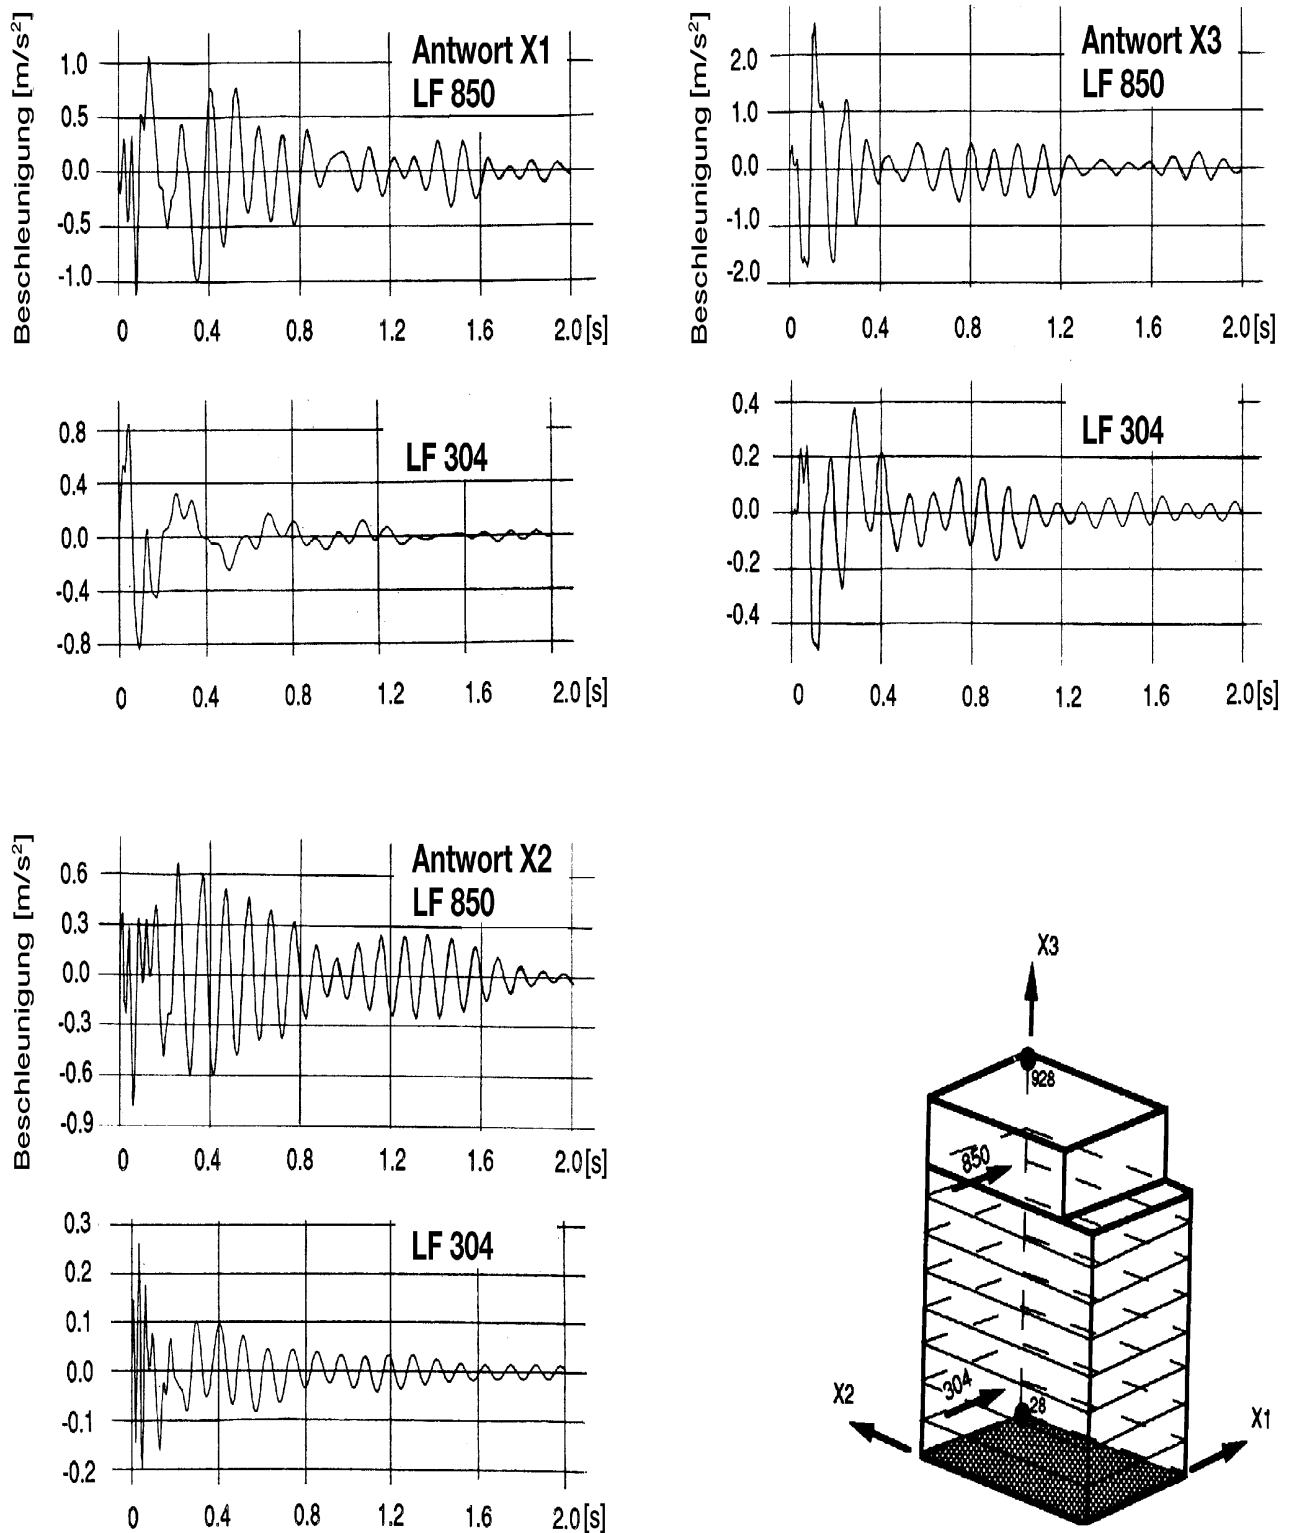 Beschleunigung [m/s²]
Antwort X1
LF 850
1.0
0.5
0.0
-0.5
-1.0
0 0.4 0.8 1.2 1.6 2.0 [s]
LF 304
0.8
0.4
0.0
-0.4
-0.8
0 0.4 0.8 1.2 1.6 2.0 [s]
Beschleunigung [m/s²]
Antwort X3
LF 850
2.0
1.0
0.0
-1.0
-2.0
0 0.4 0.8 1.2 1.6 2.0 [s]
LF 304
0.4
0.2
0.0
-0.2
-0.4
0 0.4 0.8 1.2 1.6 2.0 [s]
Beschleunigung [m/s²]
Antwort X2
LF 850
0.6
0.3
0.0
-0.3
-0.6
-0.9
0 0.4 0.8 1.2 1.6 2.0 [s]
LF 304
0.3
0.2
0.1
0.0
-0.1
-0.2
0 0.4 0.8 1.2 1.6 2.0 [s]
X3
928
850
304
28
X2
X1